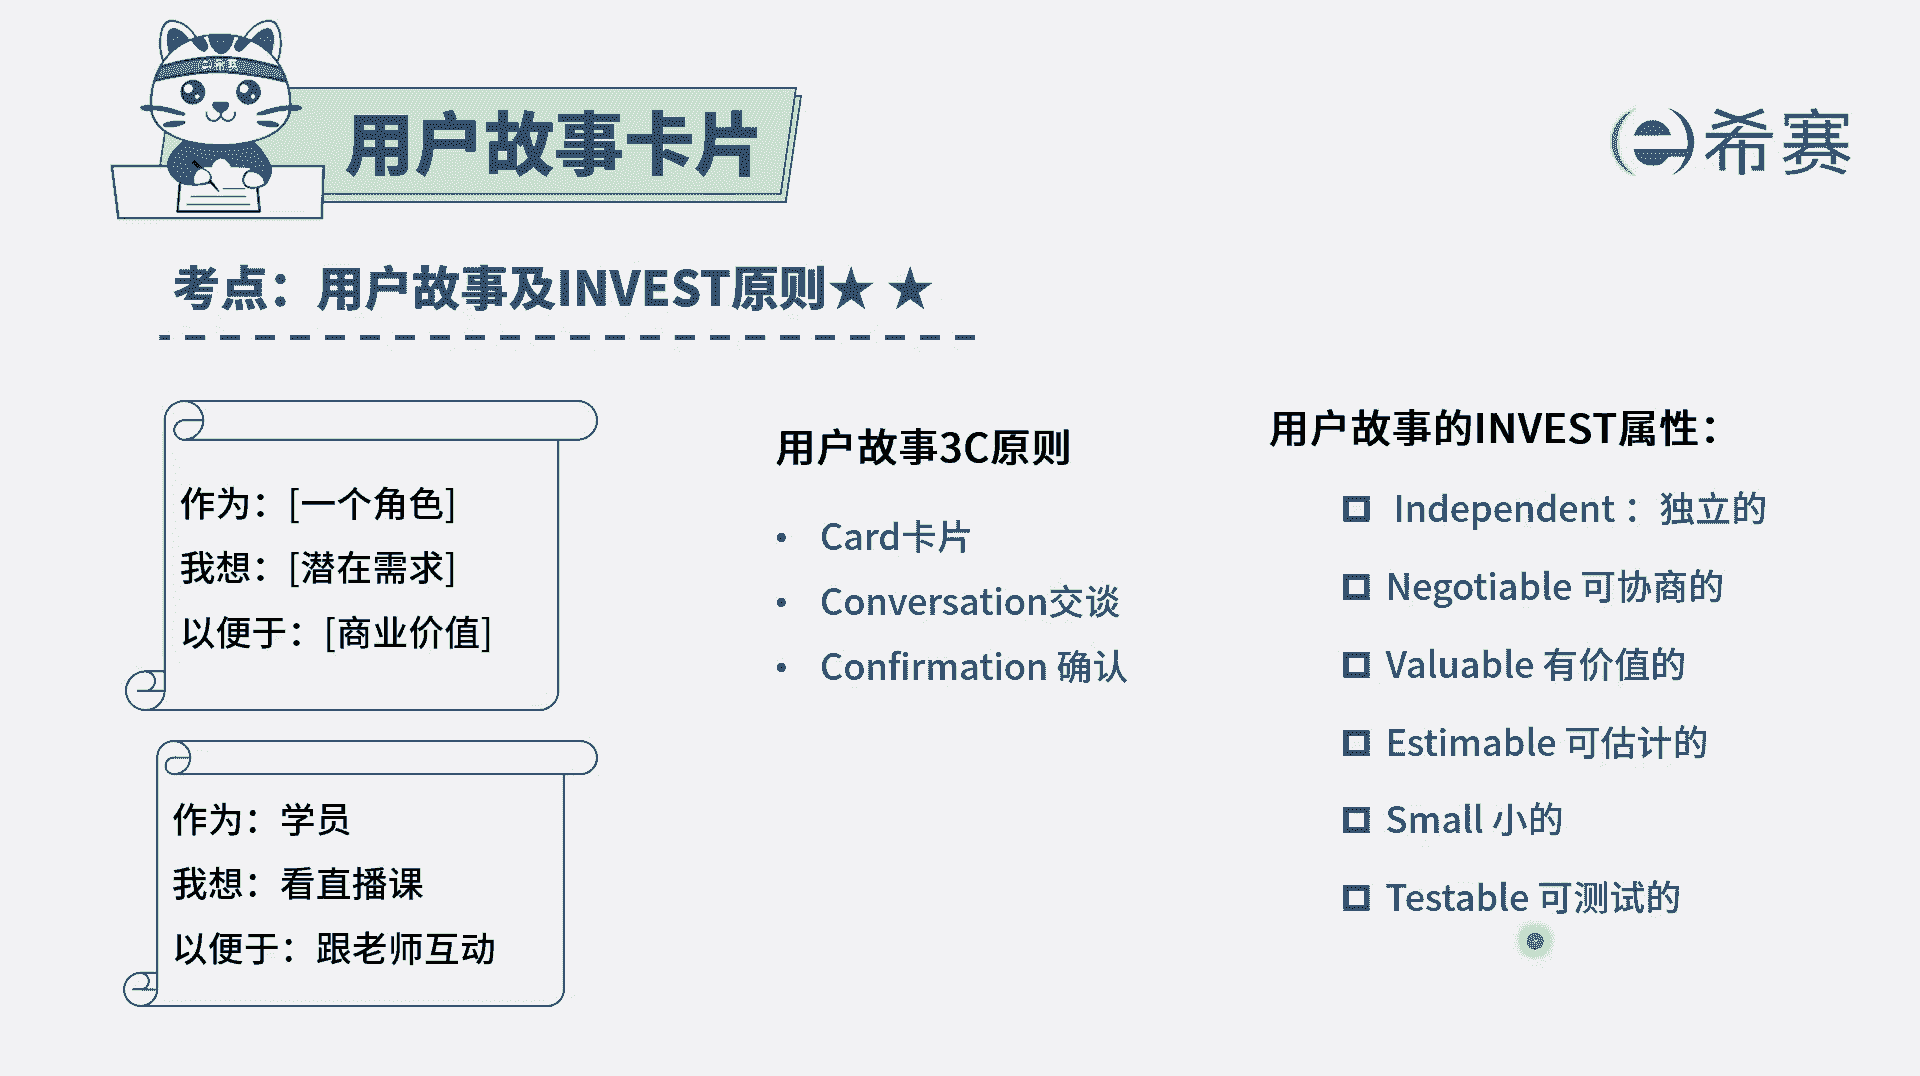 希赛
用户故事卡片
希赛
考点：用户故事及INVEST原则★ ★
作为：[一个角色]
我想：[潜在需求]
以便于：[商业价值]
作为：学员
我想：看直播课
以便于：跟老师互动
用户故事3C原则
• Card卡片
• Conversation交谈
• Confirmation 确认
用户故事的INVEST属性：
Independent ：独立的
Negotiable 可协商的
Valuable 有价值的
Estimable 可估计的
Small 小的
Testable 可测试的